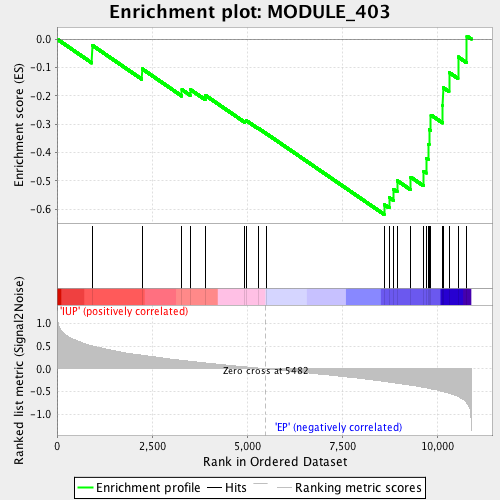 Enrichment plot: MODULE_403
Enrichment score (ES)
0.0
-0.1
-0.2
-0.3
-0.4
-0.5
-0.6
Ranked list metric (Signal2Noise)
'IUP' (positively correlated)
1.0
0.5
0.0
-0.5
-1.0
Zero cross at 5482
'EP' (negatively correlated)
0
2,500
5,000
7,500
10,000
Rank in Ordered Dataset
Enrichment profile
Hits
Ranking metric scores